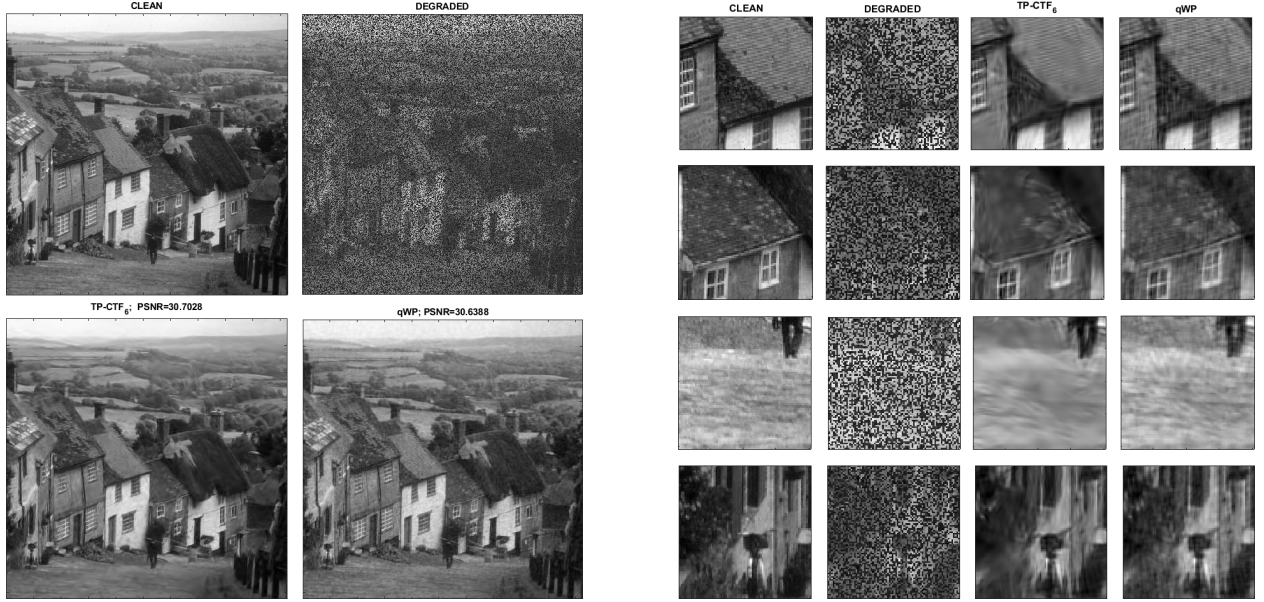 CLEAN
DEGRADED
TP-CTF₆; PSNR=30.7028
qWP; PSNR=30.6388
CLEAN
DEGRADED
TP-CTF₆
qWP